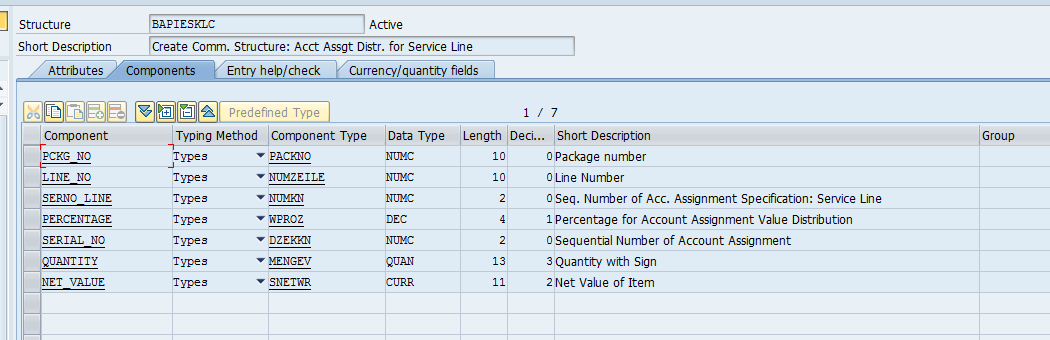 Structure BAPIESKLC Active
Short Description Create Comm. Structure: Acct Assgt Distr. for Service Line
Attributes Components Entry help/check Currency/quantity fields
Predefined Type 1 / 7
Component Typing Method Component Type Data Type Length Deci... Short Description Group
PCKG_NO Types PACKNO NUMC 10 0 Package number
LINE_NO Types NUMZEILE NUMC 10 0 Line Number
SERNO_LINE Types NUMKN NUMC 2 0 Seq. Number of Acc. Assignment Specification: Service Line
PERCENTAGE Types WPROZ DEC 4 1 Percentage for Account Assignment Value Distribution
SERIAL_NO Types DZEKKN NUMC 2 0 Sequential Number of Account Assignment
QUANTITY Types MENGEV QUAN 13 3 Quantity with Sign
NET_VALUE Types SNETWR CURR 11 2 Net Value of Item